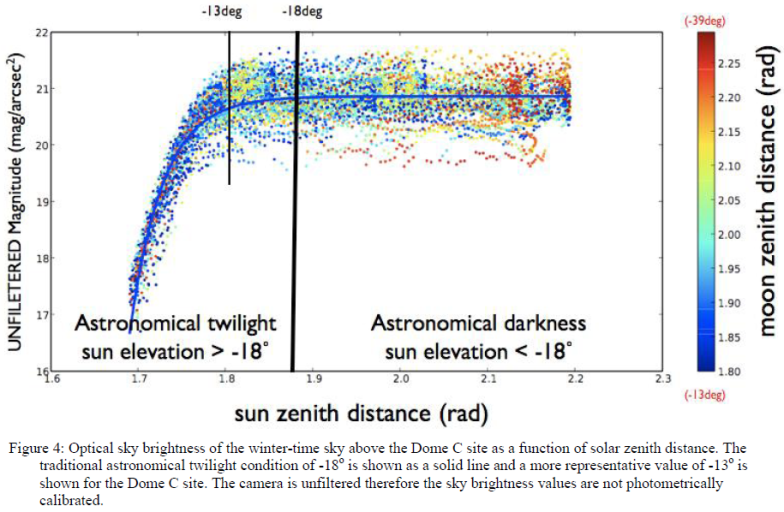 -13deg
-18deg
(-39deg)
22
21
20
19
18
17
16
UNFILETERED Magnitude (mag/arcsec²)
Astronomical twilight
sun elevation > -18°
Astronomical darkness
sun elevation < -18°
1.6 1.7 1.8 1.9 2.0 2.1 2.2 2.3
sun zenith distance (rad)
2.25
2.20
2.15
2.10
2.05
2.00
1.95
1.90
1.85
1.80
(-13deg)
moon zenith distance (rad)
Figure 4: Optical sky brightness of the winter-time sky above the Dome C site as a function of solar zenith distance. The
traditional astronomical twilight condition of -18° is shown as a solid line and a more representative value of -13° is
shown for the Dome C site. The camera is unfiltered therefore the sky brightness values are not photometrically
calibrated.